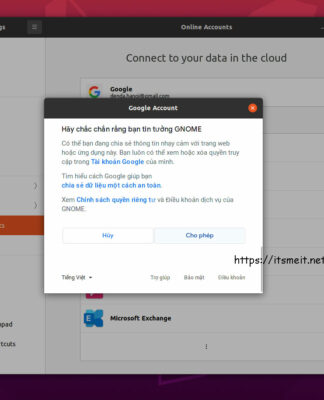 gs
Online Accounts
Connect to your data in the cloud
Google
Google Account
Hãy chắc chắn rằng bạn tin tưởng GNOME
Có thể bạn đang chia sẻ thông tin nhạy cảm với trang web
hoặc ứng dụng này. Bạn luôn có thể xem hoặc xóa quyền truy
cập trong Tài khoản Google của mình.
Tìm hiểu cách Google giúp bạn
chia sẻ dữ liệu một cách an toàn.
Xem Chính sách quyền riêng tư và Điều khoản dịch vụ của
GNOME.
Hủy
Cho phép
https://itsmeit.net
Tiếng Việt
Trợ giúp
Bảo mật
Điều khoản
Microsoft Exchange
pad
tcuts